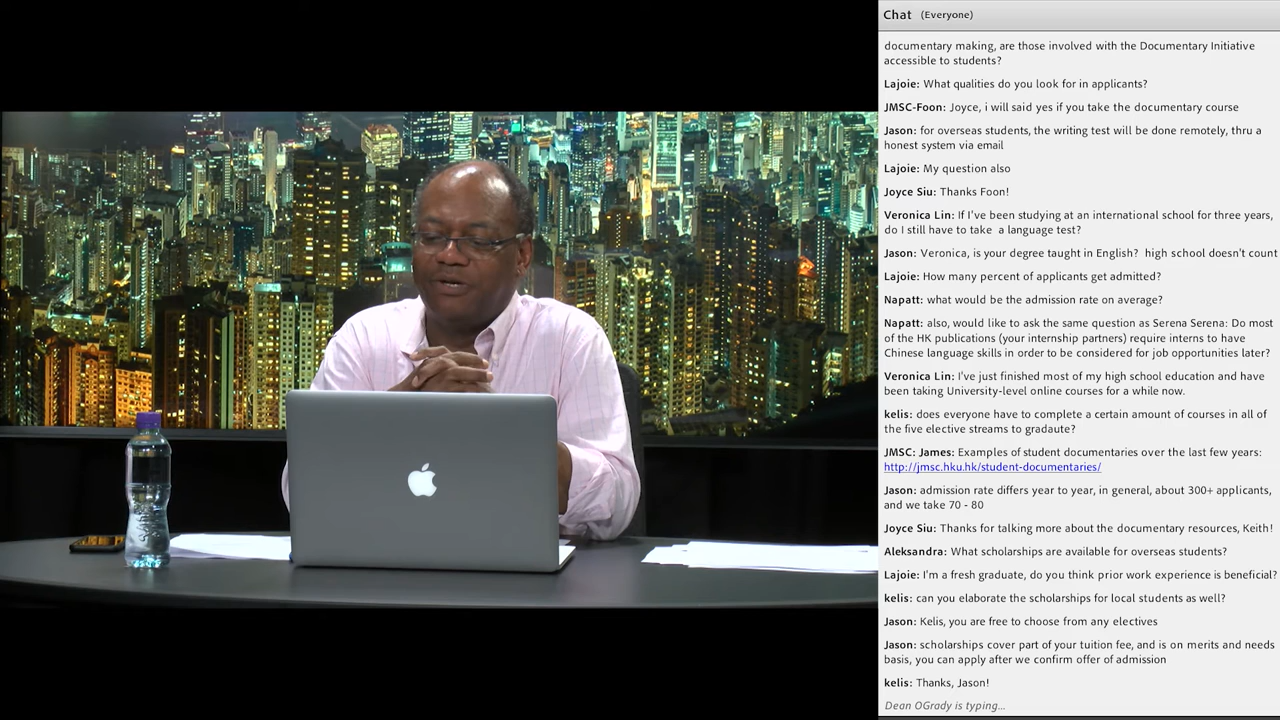 Chat (Everyone)
documentary making, are those involved with the Documentary Initiative
accessible to students?
Lajoie: What qualities do you look for in applicants?
JMSC-Foon: Joyce, i will said yes if you take the documentary course
Jason: for overseas students, the writing test will be done remotely, thru a
honest system via email
Lajoie: My question also
Joyce Siu: Thanks Foon!
Veronica Lin: If I've been studying at an international school for three years,
do I still have to take a language test?
Jason: Veronica, is your degree taught in English? high school doesn't count
Lajoie: How many percent of applicants get admitted?
Napatt: what would be the admission rate on average?
Napatt: also, would like to ask the same question as Serena Serena: Do most
of the HK publications (your internship partners) require interns to have
Chinese language skills in order to be considered for job opportunities later?
Veronica Lin: I've just finished most of my high school education and have
been taking University-level online courses for a while now.
kelis: does everyone have to complete a certain amount of courses in all of
the five elective streams to gradaute?
JMSC: James: Examples of student documentaries over the last few years:
http://jmsc.hku.hk/student-documentaries/
Jason: admission rate differs year to year, in general, about 300+ applicants,
and we take 70 - 80
Joyce Siu: Thanks for talking more about the documentary resources, Keith!
Aleksandra: What scholarships are available for overseas students?
Lajoie: I'm a fresh graduate, do you think prior work experience is beneficial?
kelis: can you elaborate the scholarships for local students as well?
Jason: Kelis, you are free to choose from any electives
Jason: scholarships cover part of your tuition fee, and is on merits and needs
basis, you can apply after we confirm offer of admission
kelis: Thanks, Jason!
Dean OGrady is typing...